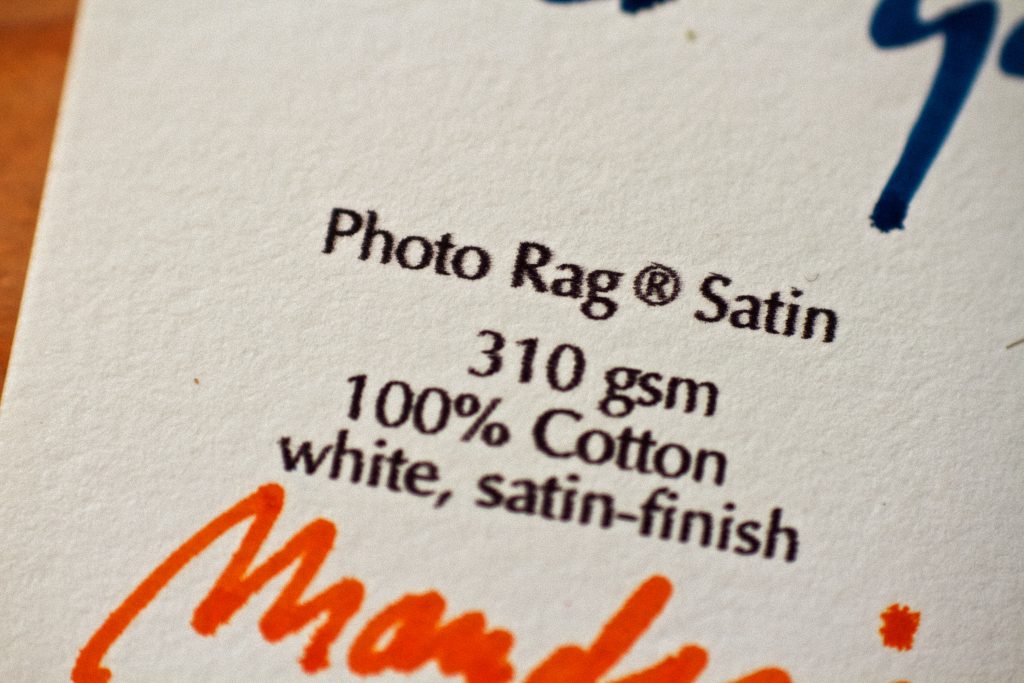 Photo Rag® Satin
310 gsm
100% Cotton
white, satin-finish